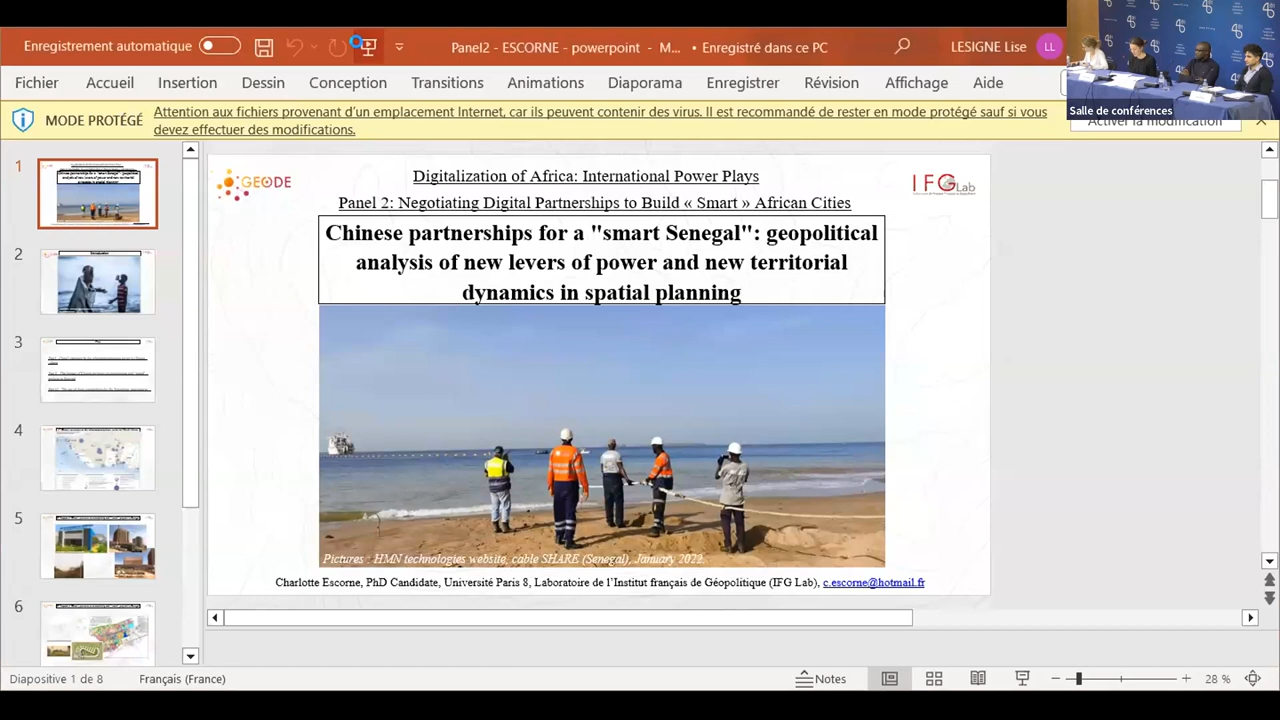 Enregistrement automatique
Panel2 - ESCORNE - powerpoint - M... • Enregistré dans ce PC
LESIGNE Lise
LL
Salle de conférences
Fichier Accueil Insertion Dessin Conception Transitions Animations Diaporama Enregistrer Révision Affichage Aide
MODE PROTÉGÉ
Attention aux fichiers provenant d'un emplacement Internet, car ils peuvent contenir des virus. Il est recommandé de rester en mode protégé sauf si vous
devez effectuer des modifications.
Activer la modification
1
2
3
4
5
6
GEODE
IFG Lab
Digitalization of Africa: International Power Plays
Panel 2: Negotiating Digital Partnerships to Build « Smart » African Cities
Chinese partnerships for a "smart Senegal": geopolitical
analysis of new levers of power and new territorial
dynamics in spatial planning
Pictures : HMN technologies website, cable SHARE (Senegal), January 2022.
Charlotte Escorne, PhD Candidate, Université Paris 8, Laboratoire de l'Institut français de Géopolitique (IFG Lab), c.escorne@hotmail.fr
Diapositive 1 de 8
Français (France)
Notes
28 %